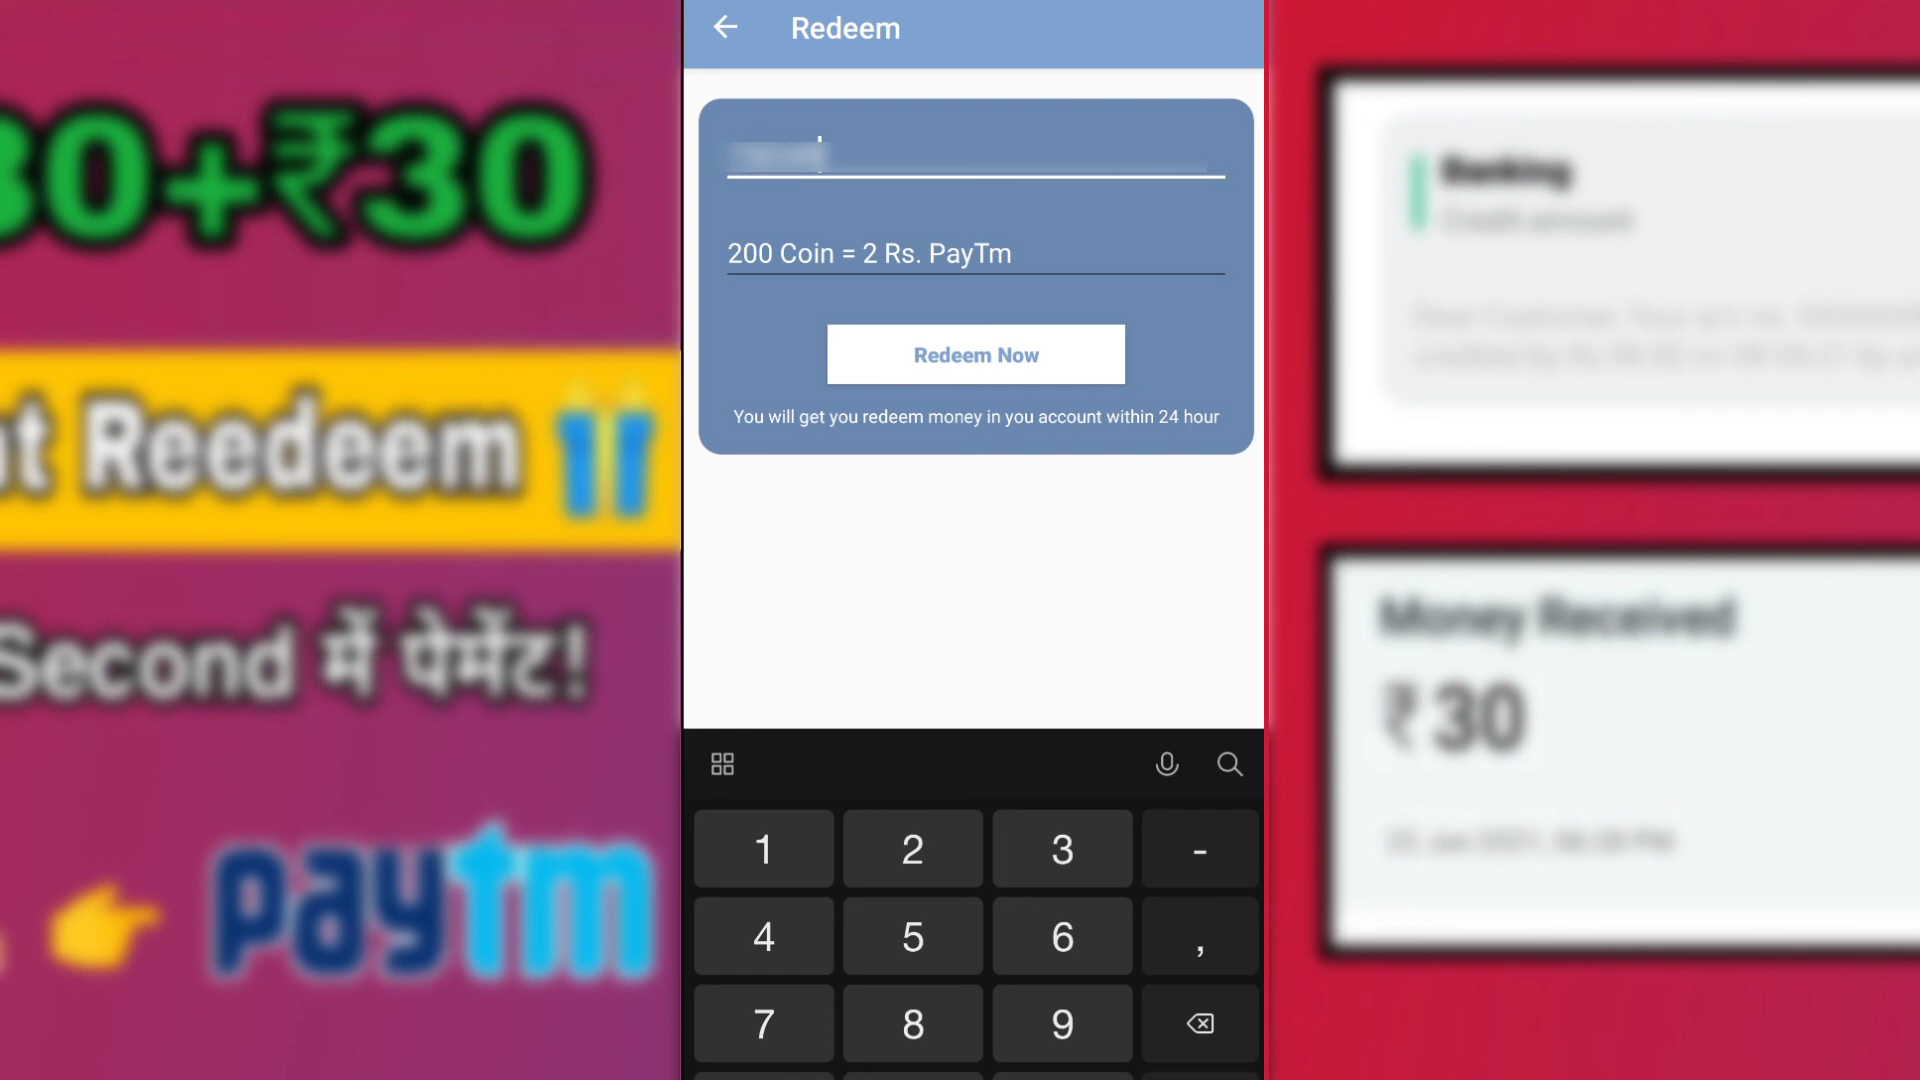 Redeem
200 Coin = 2 Rs. PayTm
Redeem Now
You will get you redeem money in you account within 24 hour
1 2 3 -
4 5 6 ,
7 8 9
30+₹30
t Reedeem
Second में पेमेंट!
paytm
Banking
Credit amount
Money Received
₹30